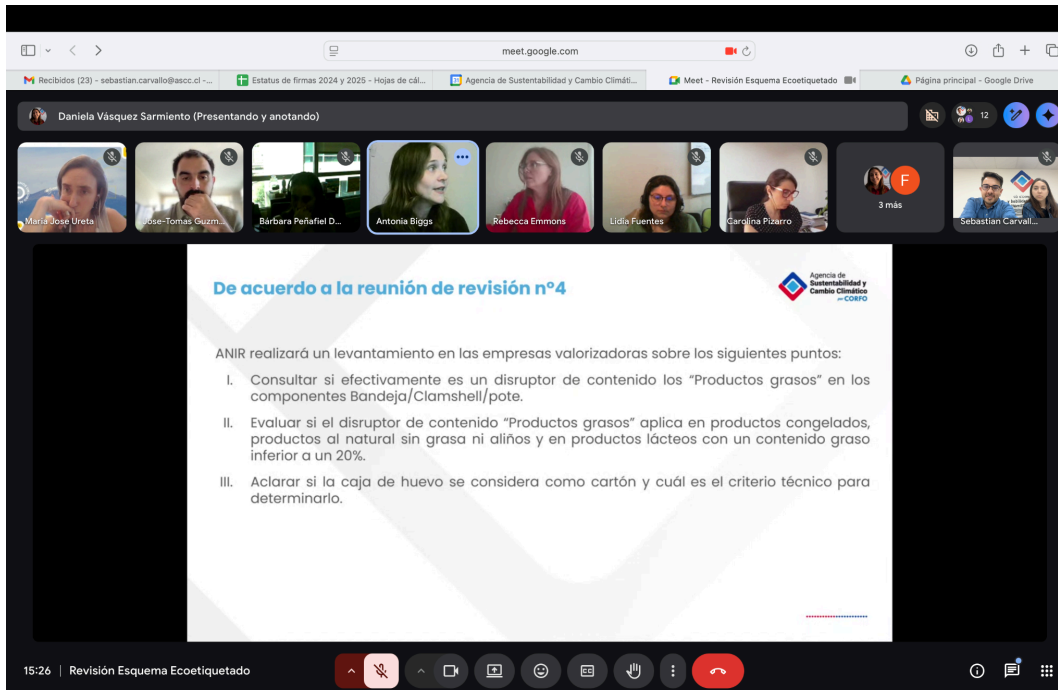 meet.google.com
Recibidos (23) - sebastian.carvallo@ascc.cl -...
Estatus de firmas 2024 y 2025 - Hojas de cál...
Agencia de Sustentabilidad y Cambio Climáti...
Meet - Revisión Esquema Ecoetiquetado
Página principal - Google Drive
Daniela Vásquez Sarmiento (Presentando y anotando)
12
María José Ureta
Jose-Tomas Guzm...
Bárbara Peñafiel D...
Antonia Biggs
Rebecca Emmons
Lidia Fuentes
Carolina Pizarro
F
3 más
Sebastian Carvall...
De acuerdo a la reunión de revisión nº4
Agencia de
Sustentabilidad y
Cambio Climático
CORFO
ANIR realizará un levantamiento en las empresas valorizadoras sobre los siguientes puntos:
I. Consultar si efectivamente es un disruptor de contenido los “Productos grasos” en los
componentes Bandeja/Clamshell/pote.
II. Evaluar si el disruptor de contenido “Productos grasos” aplica en productos congelados,
productos al natural sin grasa ni aliños y en productos lácteos con un contenido graso
inferior a un 20%.
III. Aclarar si la caja de huevo se considera como cartón y cuál es el criterio técnico para
determinarlo.
15:26 | Revisión Esquema Ecoetiquetado
CC